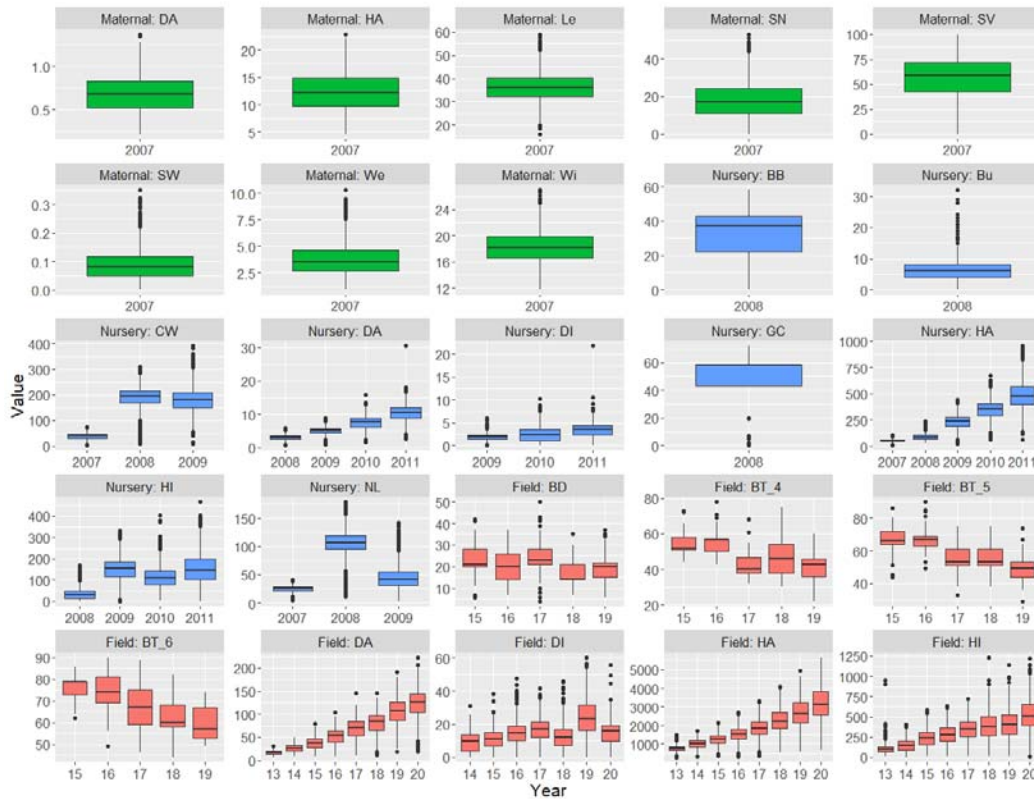 Maternal: DA
Maternal: HA
Maternal: Le
Maternal: SN
Maternal: SV
1.0
0.5
2007
20
15
10
5
2007
60
50
40
30
20
2007
40
20
0
2007
100
75
50
25
0
2007
Maternal: SW
Maternal: We
Maternal: Wi
Nursery: BB
Nursery: Bu
0.3
0.2
0.1
0.0
2007
10.0
7.5
5.0
2.5
2007
24
20
16
12
2007
60
40
20
0
2008
30
20
10
0
2008
Nursery: CW
Nursery: DA
Nursery: DI
Nursery: GC
Nursery: HA
400
300
200
100
0
2007 2008 2009
30
20
10
0
2008 2009 2010 2011
20
15
10
5
0
2009 2010 2011
60
40
20
0
2008
1000
750
500
250
0
2007 2008 2009 2010 2011
Value
Nursery: HI
Nursery: NL
Field: BD
Field: BT_4
Field: BT_5
400
300
200
100
0
2008 2009 2010 2011
150
100
50
0
2007 2008 2009
50
40
30
20
10
0
15 16 17 18 19
80
60
40
20
15 16 17 18 19
80
60
40
15 16 17 18 19
Field: BT_6
Field: DA
Field: DI
Field: HA
Field: HI
90
80
70
60
50
15 16 17 18 19
200
150
100
50
0
13 14 15 16 17 18 19 20
60
40
20
0
14 15 16 17 18 19 20
5000
4000
3000
2000
1000
13 14 15 16 17 18 19 20
1250
1000
750
500
250
0
13 14 15 16 17 18 19 20
Year